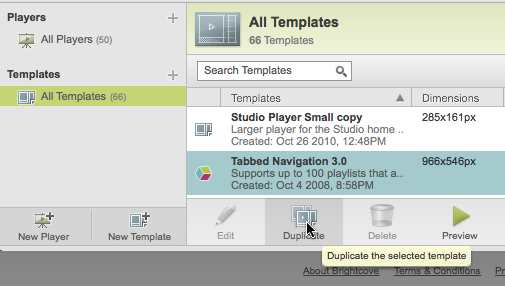 Players
All Players (50)
Templates
All Templates (66)
New Player
New Template
All Templates
66 Templates
Search Templates
Templates
Dimensions
Studio Player Small copy
285x161px
Larger player for the Studio home ..
Created: Oct 26 2010, 12:48PM
Tabbed Navigation 3.0
966x546px
Supports up to 100 playlists that a...
Created: Oct 4 2008, 8:58PM
Edit
Duplicate
Delete
Preview
Duplicate the selected template
About Brightcove
Terms & Conditions
Pr